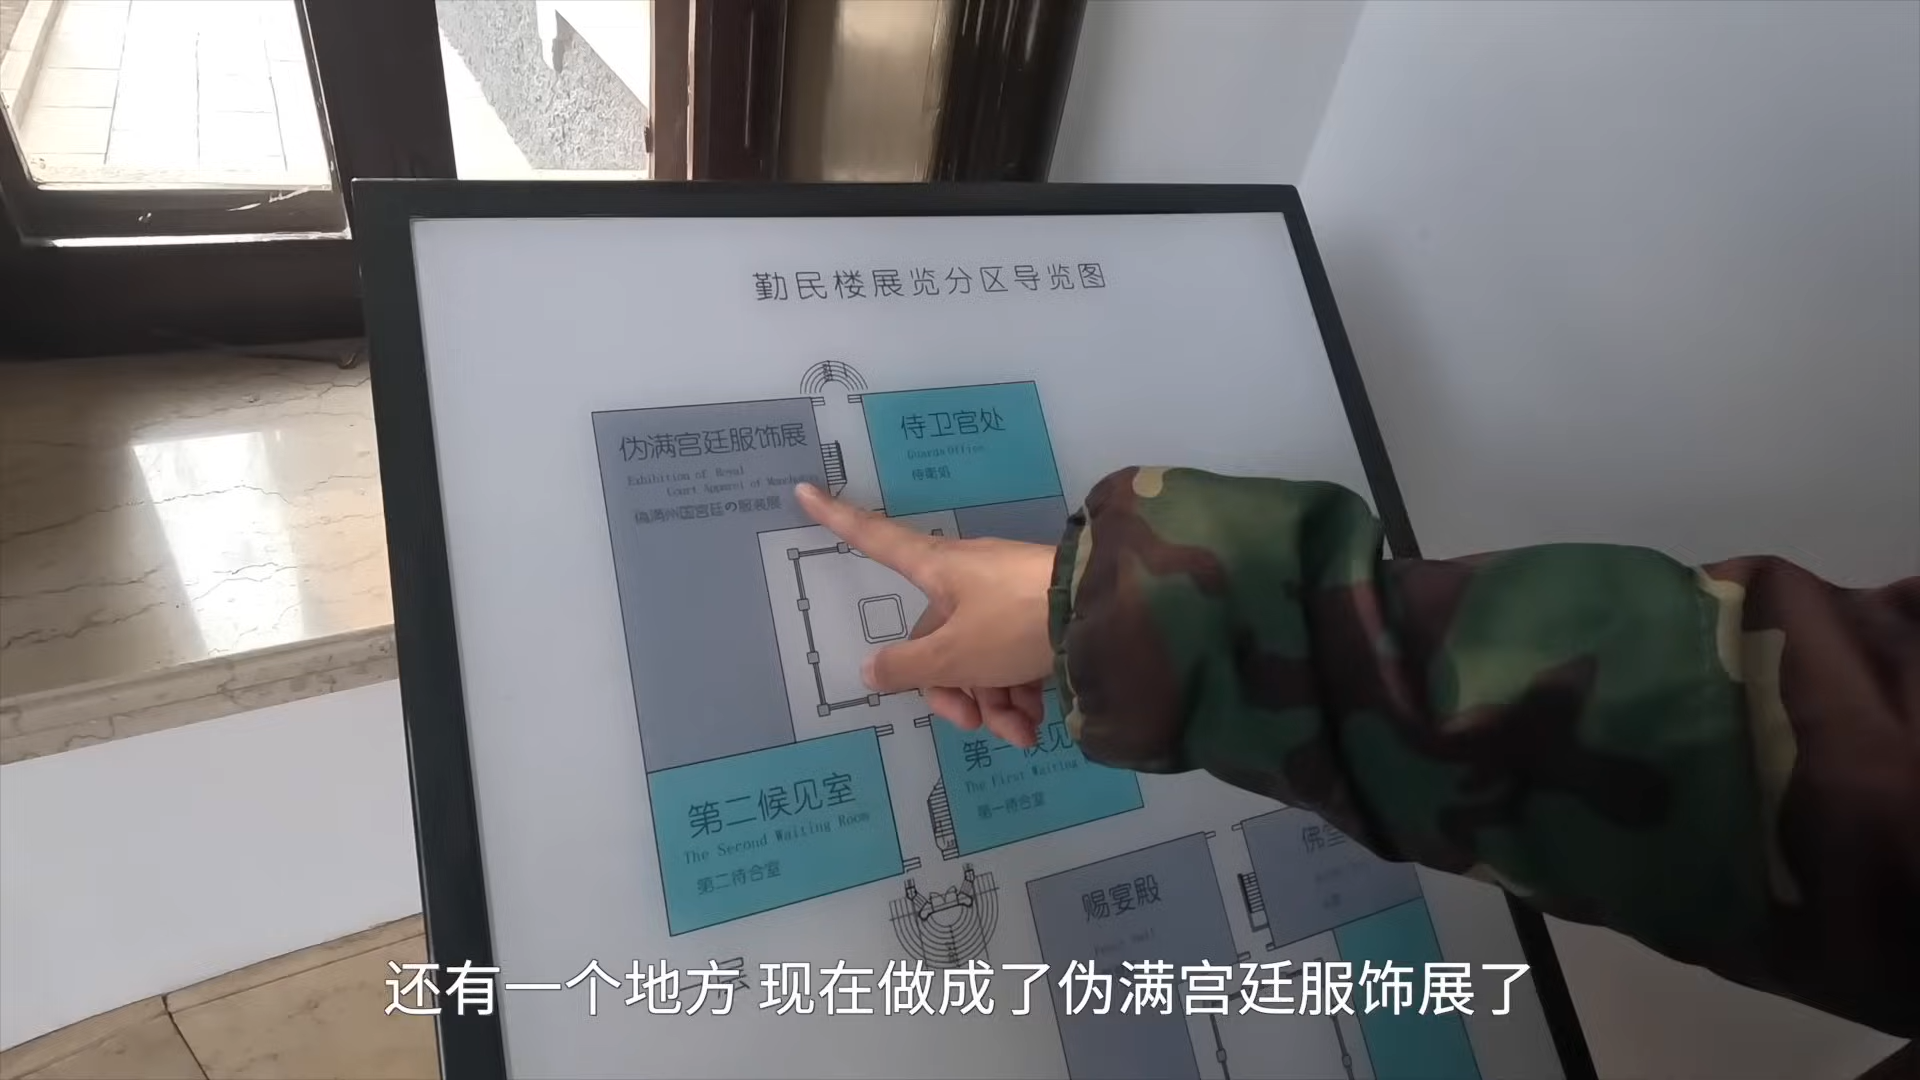 勤民楼展览分区导览图
伪满宫廷服饰展
Exhibition of Royal
Court Apparel of
偽満州国宮廷の服装展
侍卫官处
Guards Office
侍衛処
第二候见室
The Second Waiting Room
第二待合室
第一候见
The First Waiting
第一待合室
赐宴殿
佛
层
还有一个地方 现在做成了伪满宫廷服饰展了